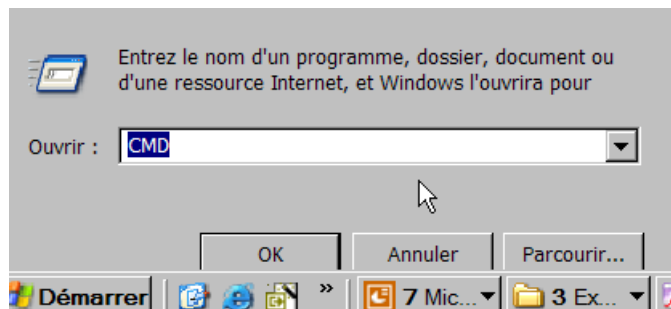 Entrez le nom d'un programme, dossier, document ou
d'une ressource Internet, et Windows l'ouvrira pour
Ouvrir : CMD
OK Annuler Parcourir...
Démarrer » 7 Mic... 3 Ex...